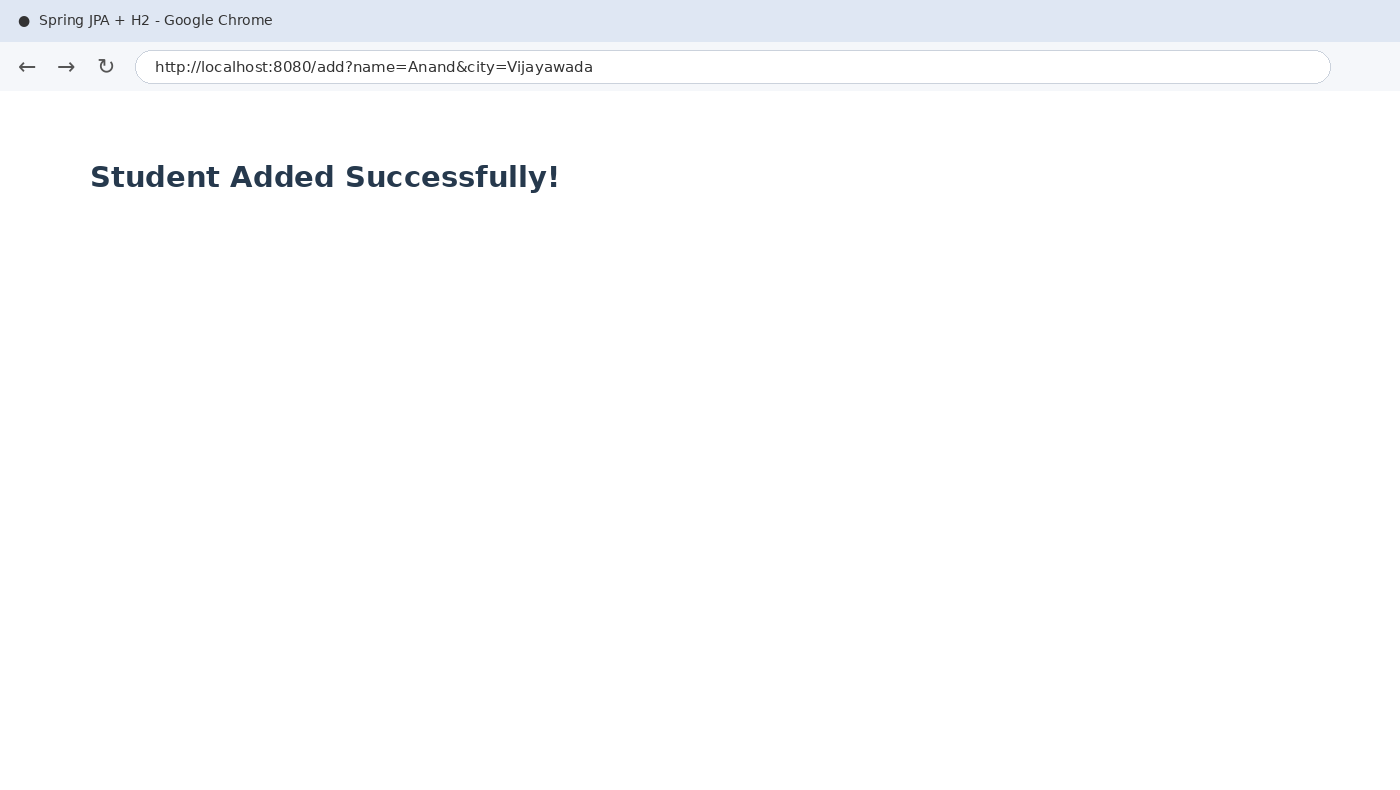 ● Spring JPA + H2 - Google Chrome
← → ↻ http://localhost:8080/add?name=Anand&city=Vijayawada
Student Added Successfully!